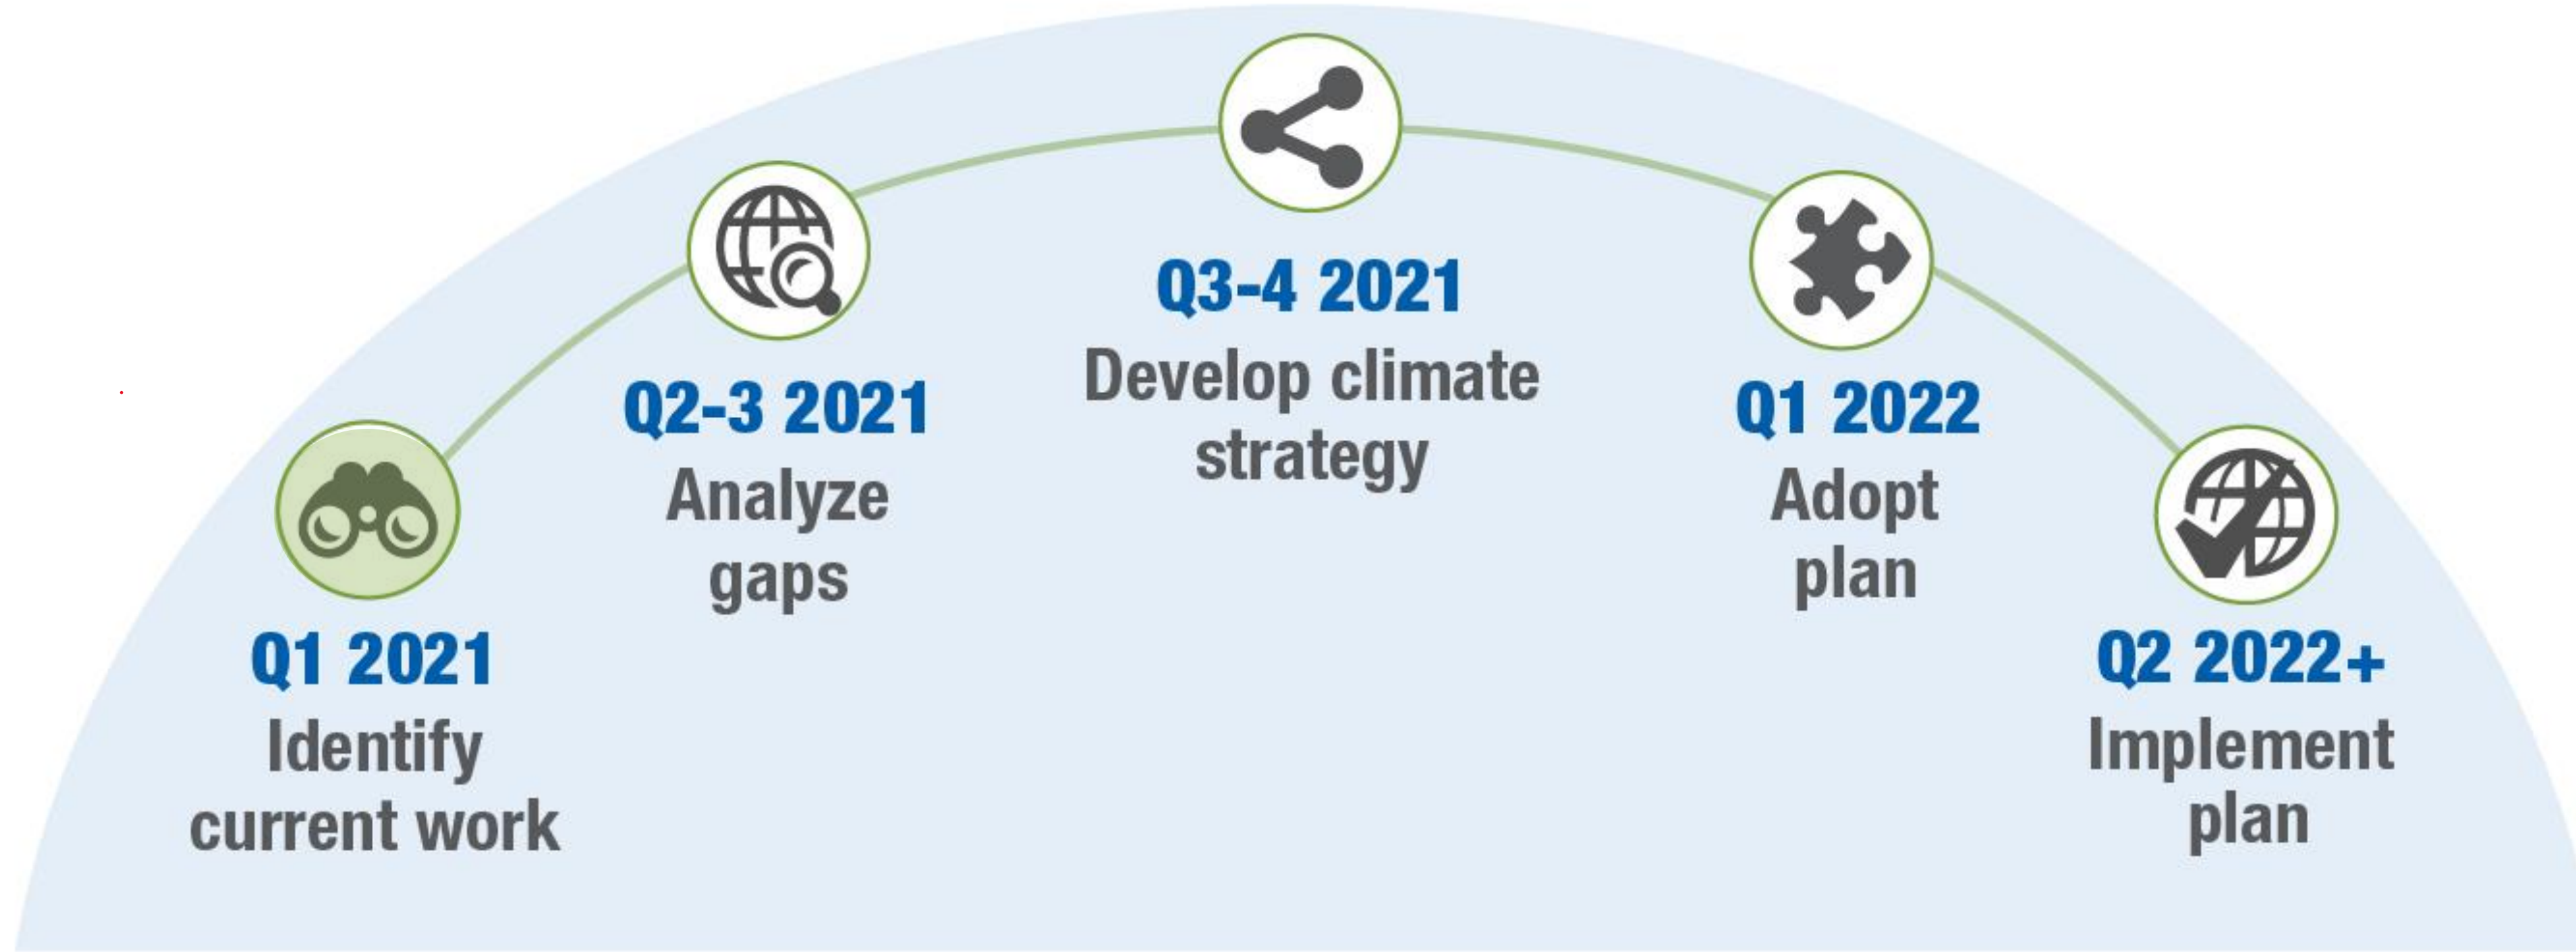 Q1 2021
Identify
current work
Q2-3 2021
Analyze
gaps
Q3-4 2021
Develop climate
strategy
Q1 2022
Adopt
plan
Q2 2022+
Implement
plan